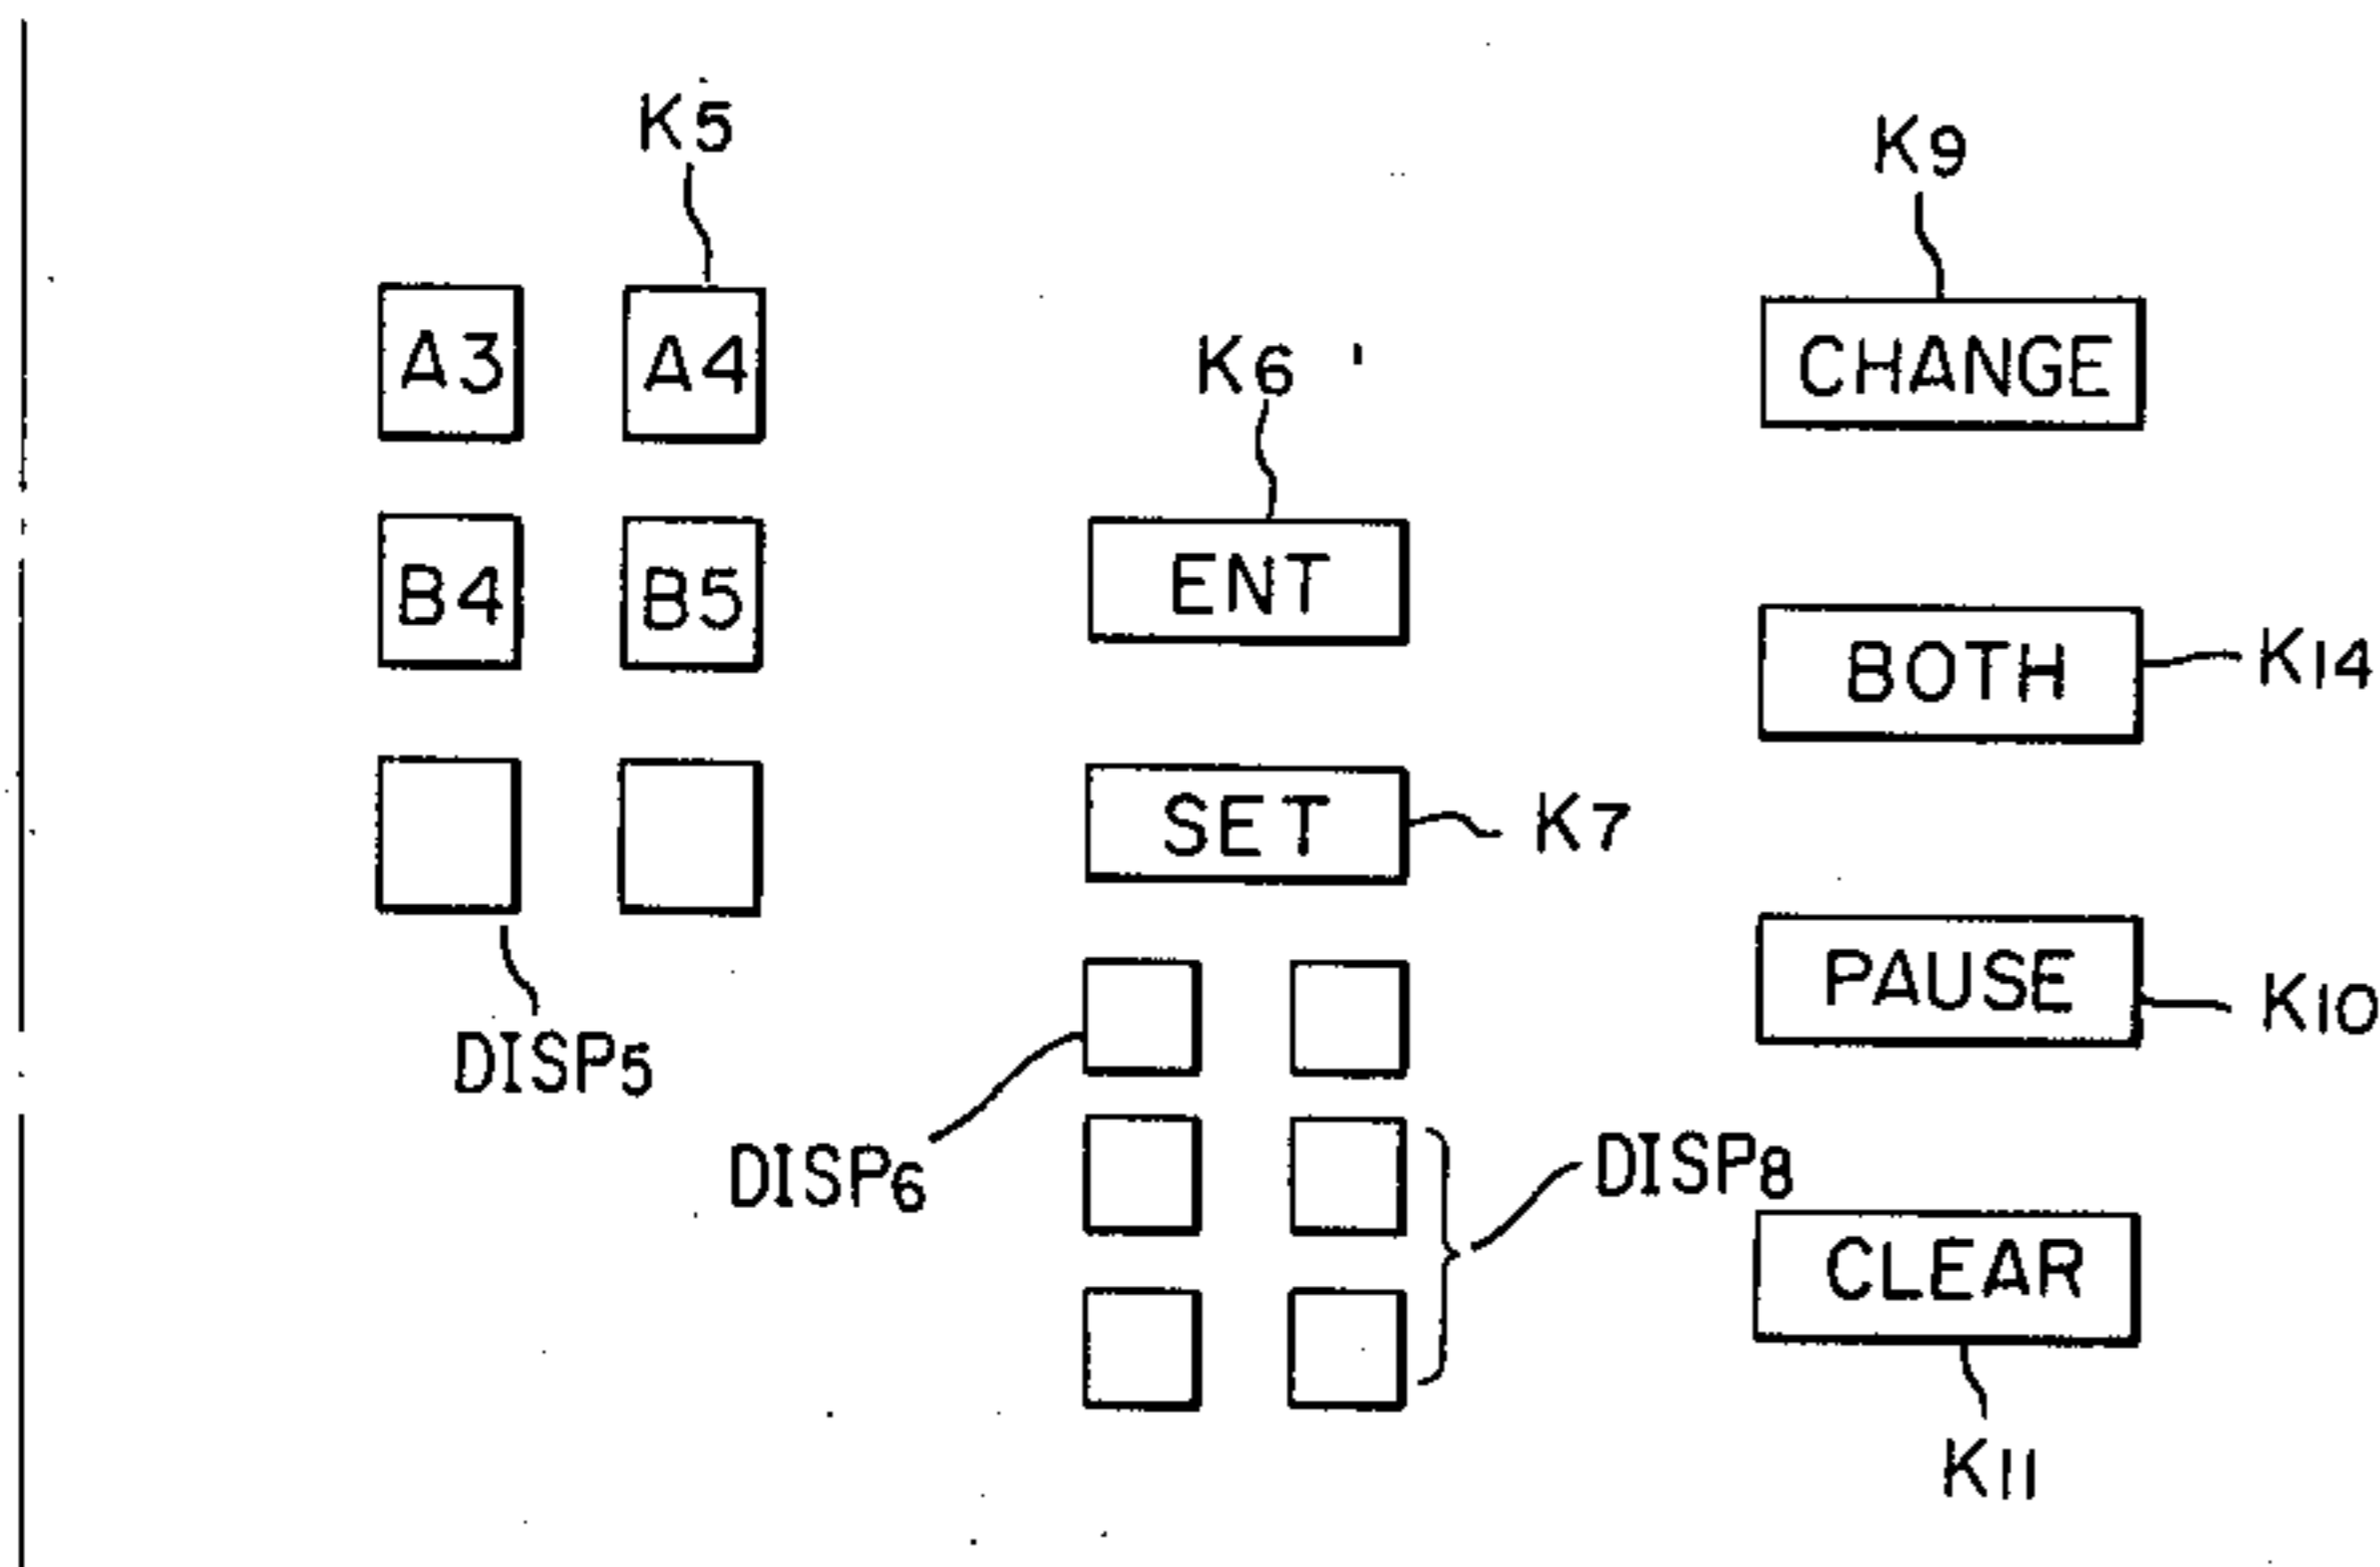 K5
K9
A3 A4
K6
CHANGE
B4 B5
ENT
BOTH K14
SET K7
PAUSE K10
DISP5
DISP6
DISP8
CLEAR
K11